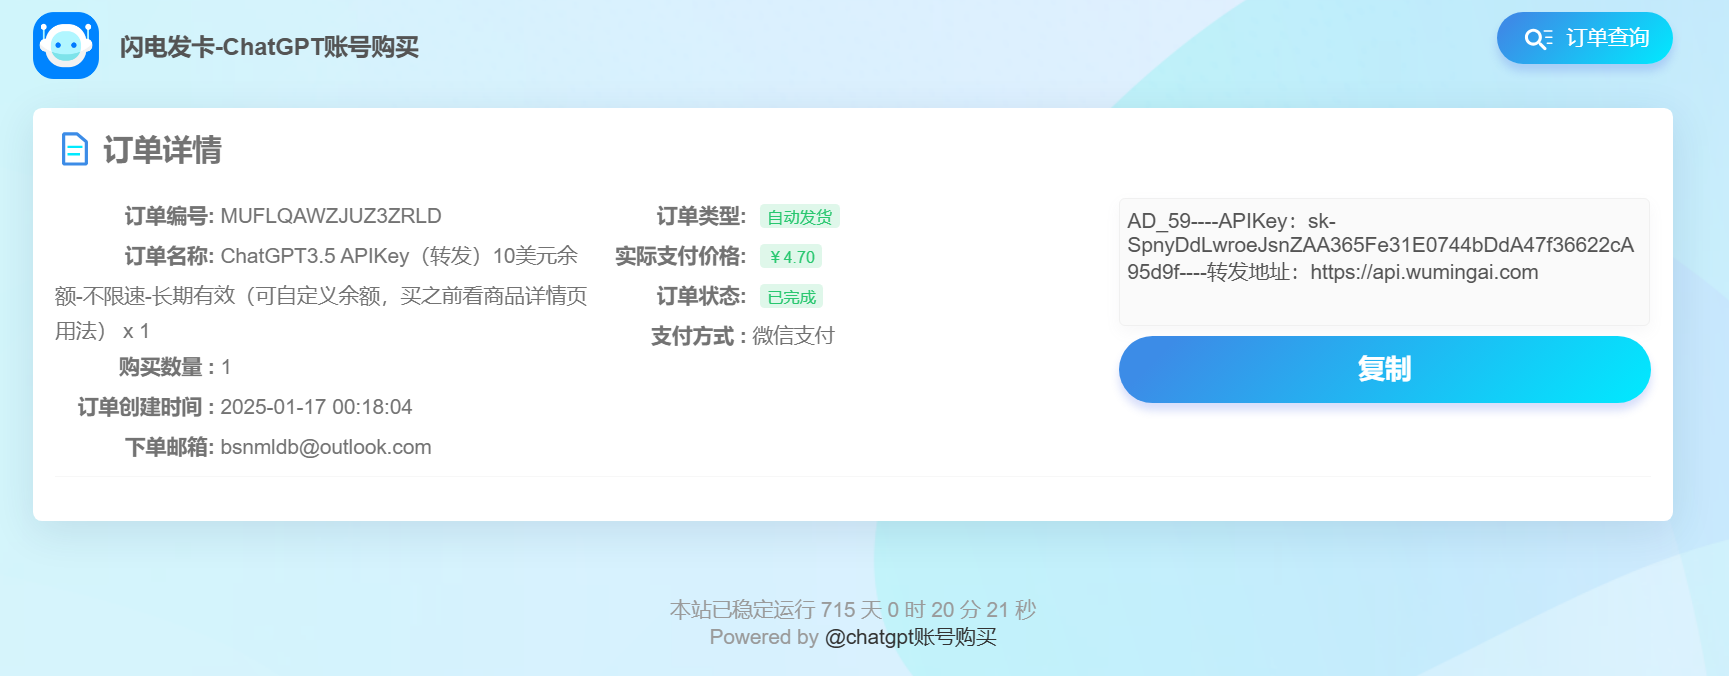 闪电发卡-ChatGPT账号购买
订单查询
订单详情
订单编号: MUFLQAWZJUZ3ZRLD
订单名称: ChatGPT3.5 APIKey（转发）10美元余
额-不限速-长期有效（可自定义余额，买之前看商品详情页
用法） x 1
购买数量 : 1
订单创建时间 : 2025-01-17 00:18:04
下单邮箱: bsnmldb@outlook.com
订单类型: 自动发货
实际支付价格: ￥4.70
订单状态: 已完成
支付方式 : 微信支付
AD_59----APIKey：sk-
SpnyDdLwroeJsnZAA365Fe31E0744bDdA47f36622cA
95d9f----转发地址：https://api.wumingai.com
复制
本站已稳定运行 715 天 0 时 20 分 21 秒
Powered by @chatgpt账号购买